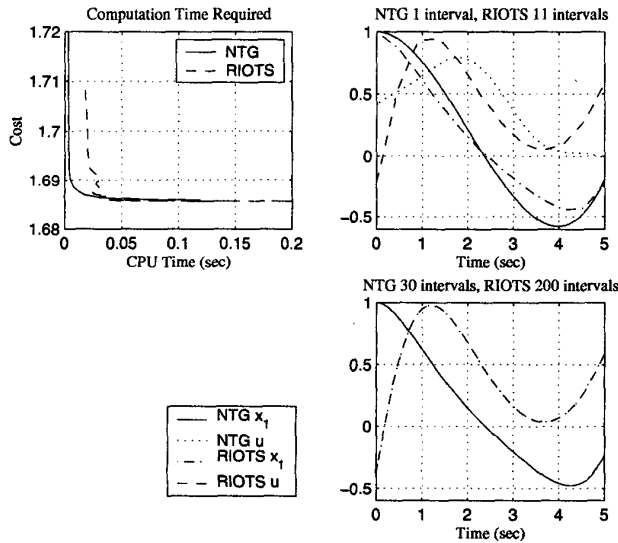 Computation Time Required
1.72
1.71
1.7
1.69
1.68
Cost
NTG
RIOTS
0
0.05
0.1
0.15
0.2
CPU Time (sec)
NTG 1 interval, RIOTS 11 intervals
1
0.5
0
−0.5
0
1
2
3
4
5
Time (sec)
NTG 30 intervals, RIOTS 200 intervals
1
0.5
0
−0.5
0
1
2
3
4
5
Time (sec)
NTG x₁
NTG u
RIOTS x₁
RIOTS u